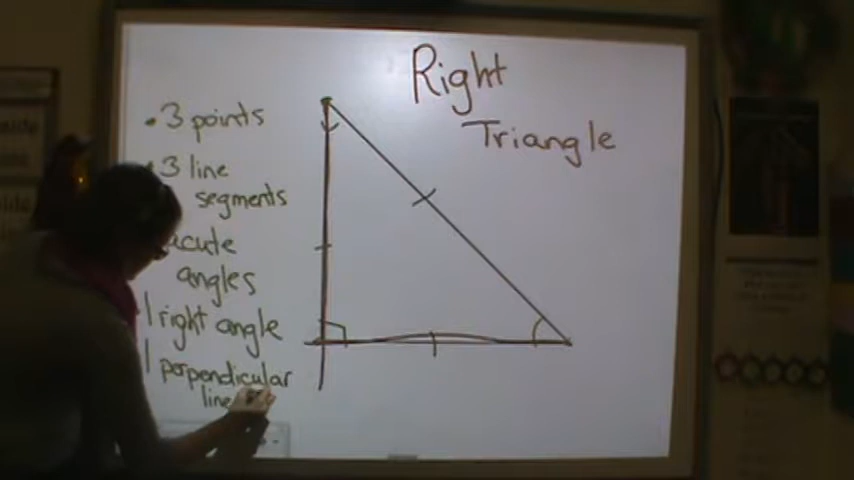 Right
Triangle
• 3 points
• 3 line
segments
acute
angles
1 right angle
1 perpendicular
line